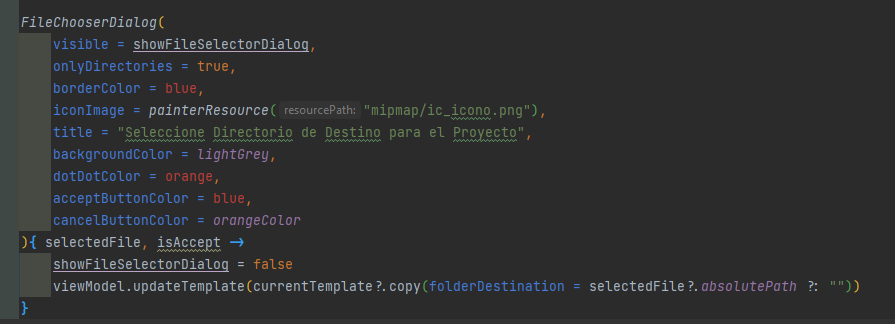 FileChooserDialog(
visible = showFileSelectorDialog,
onlyDirectories = true,
borderColor = blue,
iconImage = painterResource( resourcePath: "mipmap/ic_icono.png"),
title = "Seleccione Directorio de Destino para el Proyecto",
backgroundColor = lightGrey,
dotDotColor = orange,
acceptButtonColor = blue,
cancelButtonColor = orangeColor
){ selectedFile, isAccept →
showFileSelectorDialog = false
viewModel.updateTemplate(currentTemplate?.copy(folderDestination = selectedFile?.absolutePath ?: ""))
}